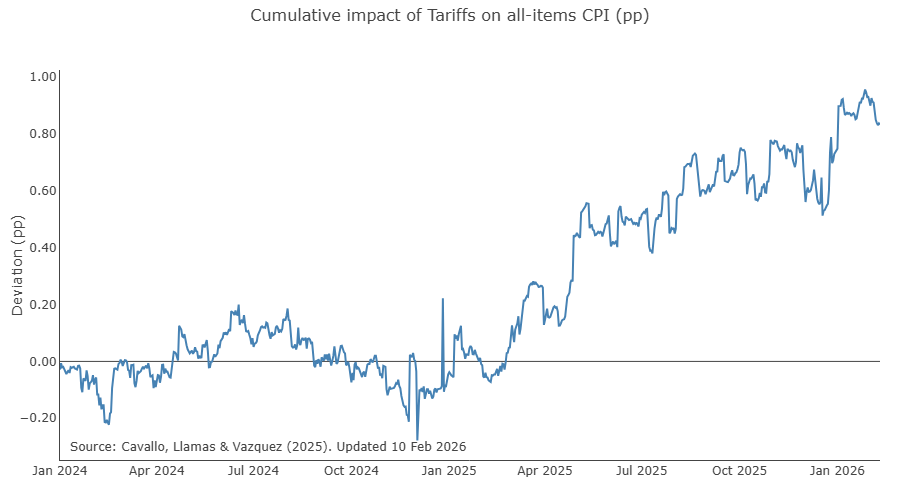 Cumulative impact of Tariffs on all-items CPI (pp)
1.00
0.80
0.60
0.40
0.20
0.00
−0.20
Deviation (pp)
Source: Cavallo, Llamas & Vazquez (2025). Updated 10 Feb 2026
Jan 2024 Apr 2024 Jul 2024 Oct 2024 Jan 2025 Apr 2025 Jul 2025 Oct 2025 Jan 2026